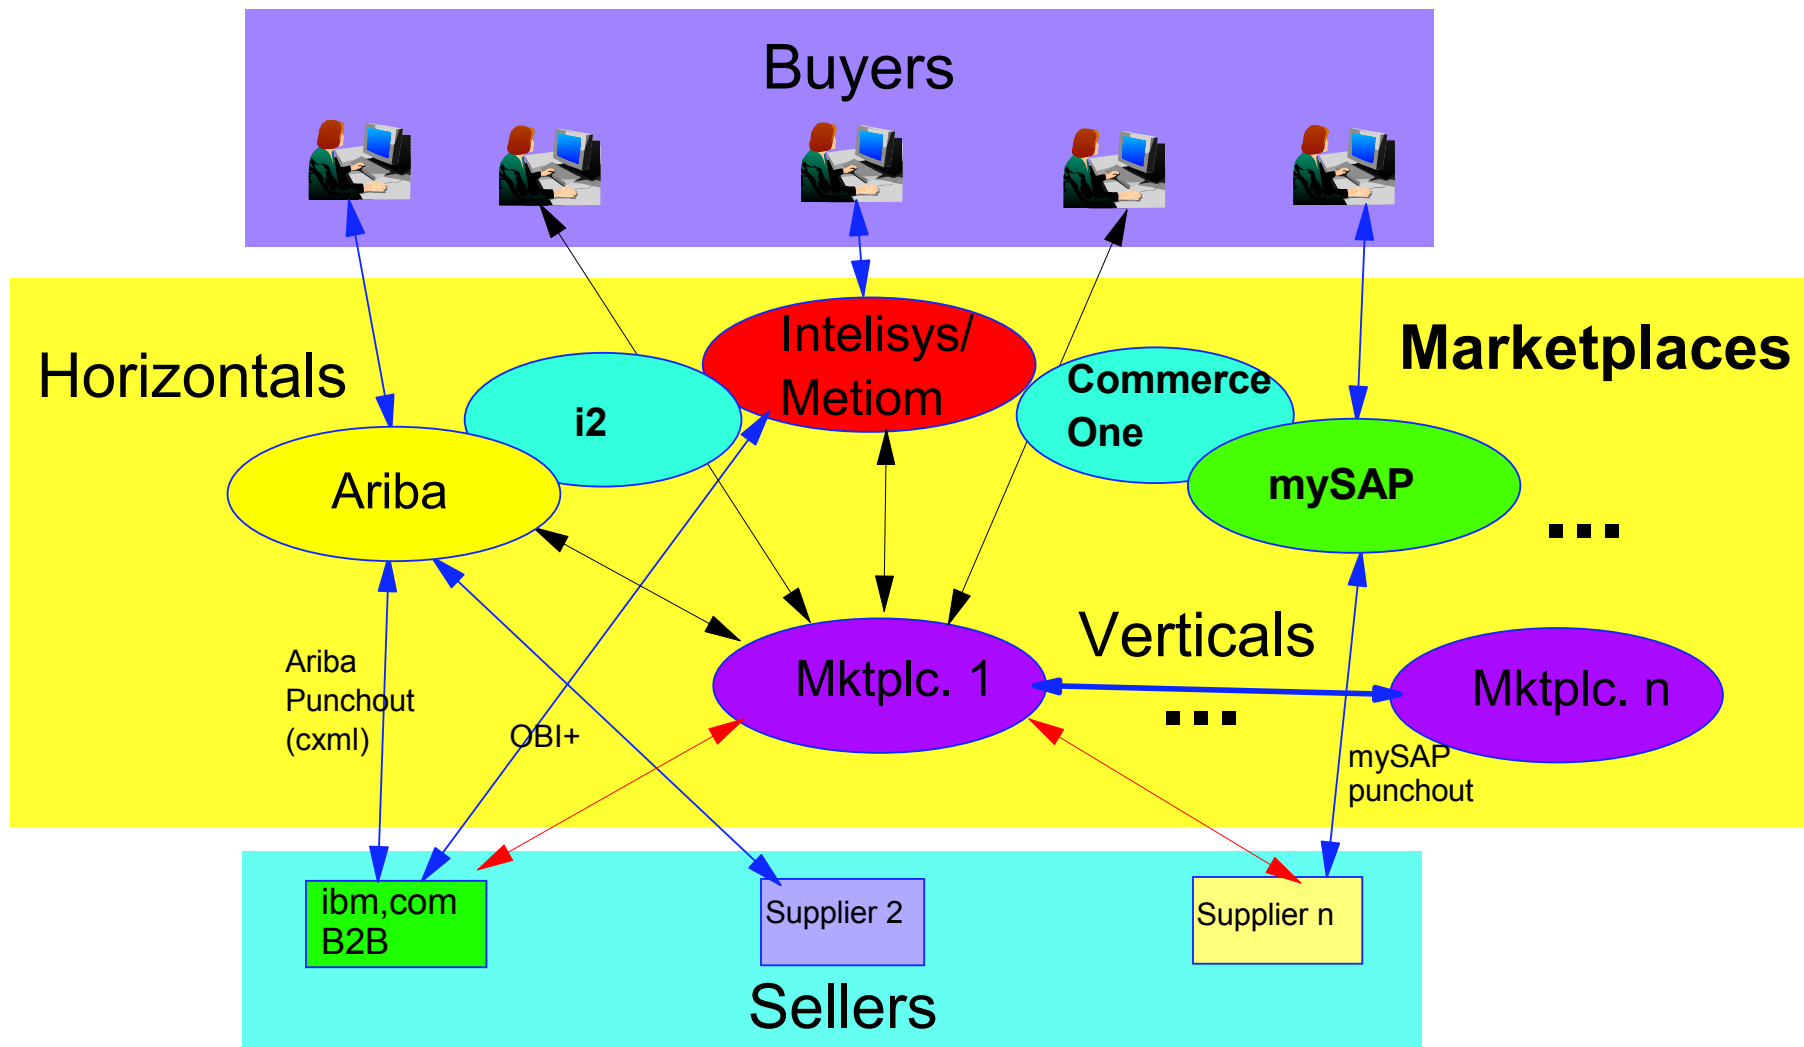 Buyers
Horizontals
Marketplaces
Intelisys/
Metiom
i2
Commerce
One
Ariba
mySAP
...
Verticals
Mktplc. 1
...
Mktplc. n
Ariba
Punchout
(cxml)
OBI+
mySAP
punchout
ibm,com
B2B
Supplier 2
Supplier n
Sellers